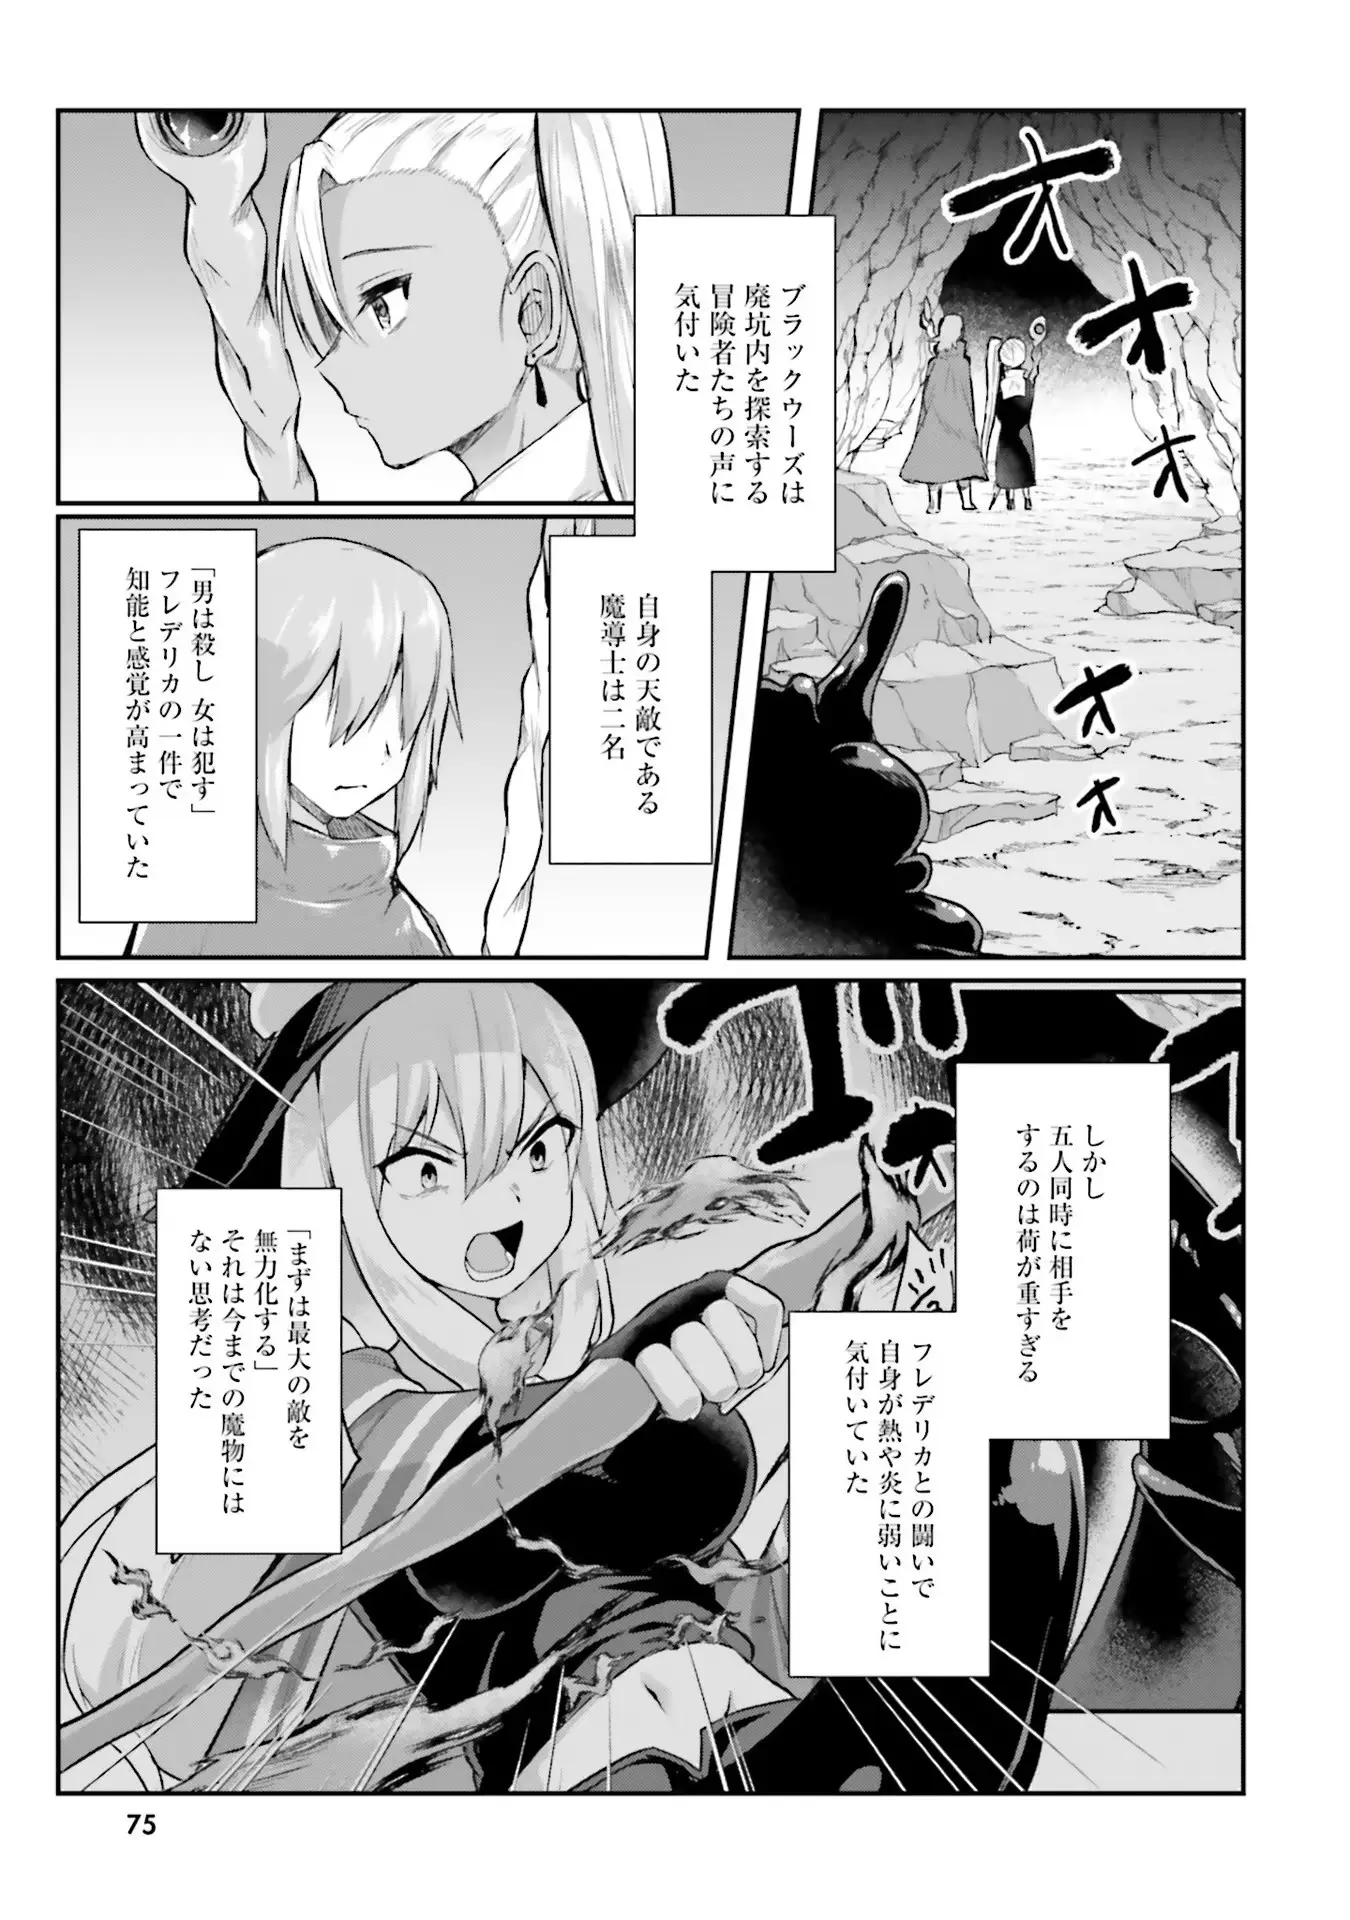 オ
オ
オ
オ
ブラックウーズは
廃坑内を探索する
冒険者たちの声に
気付いた
自身の天敵である
魔導士は二名
「男は殺し 女は犯す」
フレデリカの一件で
知能と感覚が高まっていた
しかし
五人同時に相手を
するのは荷が重すぎる
フレデリカとの闘いで
自身が熱や炎に弱いことに
気付いていた
「まずは最大の敵を
無力化する」
それは今までの魔物には
ない思考だった
75